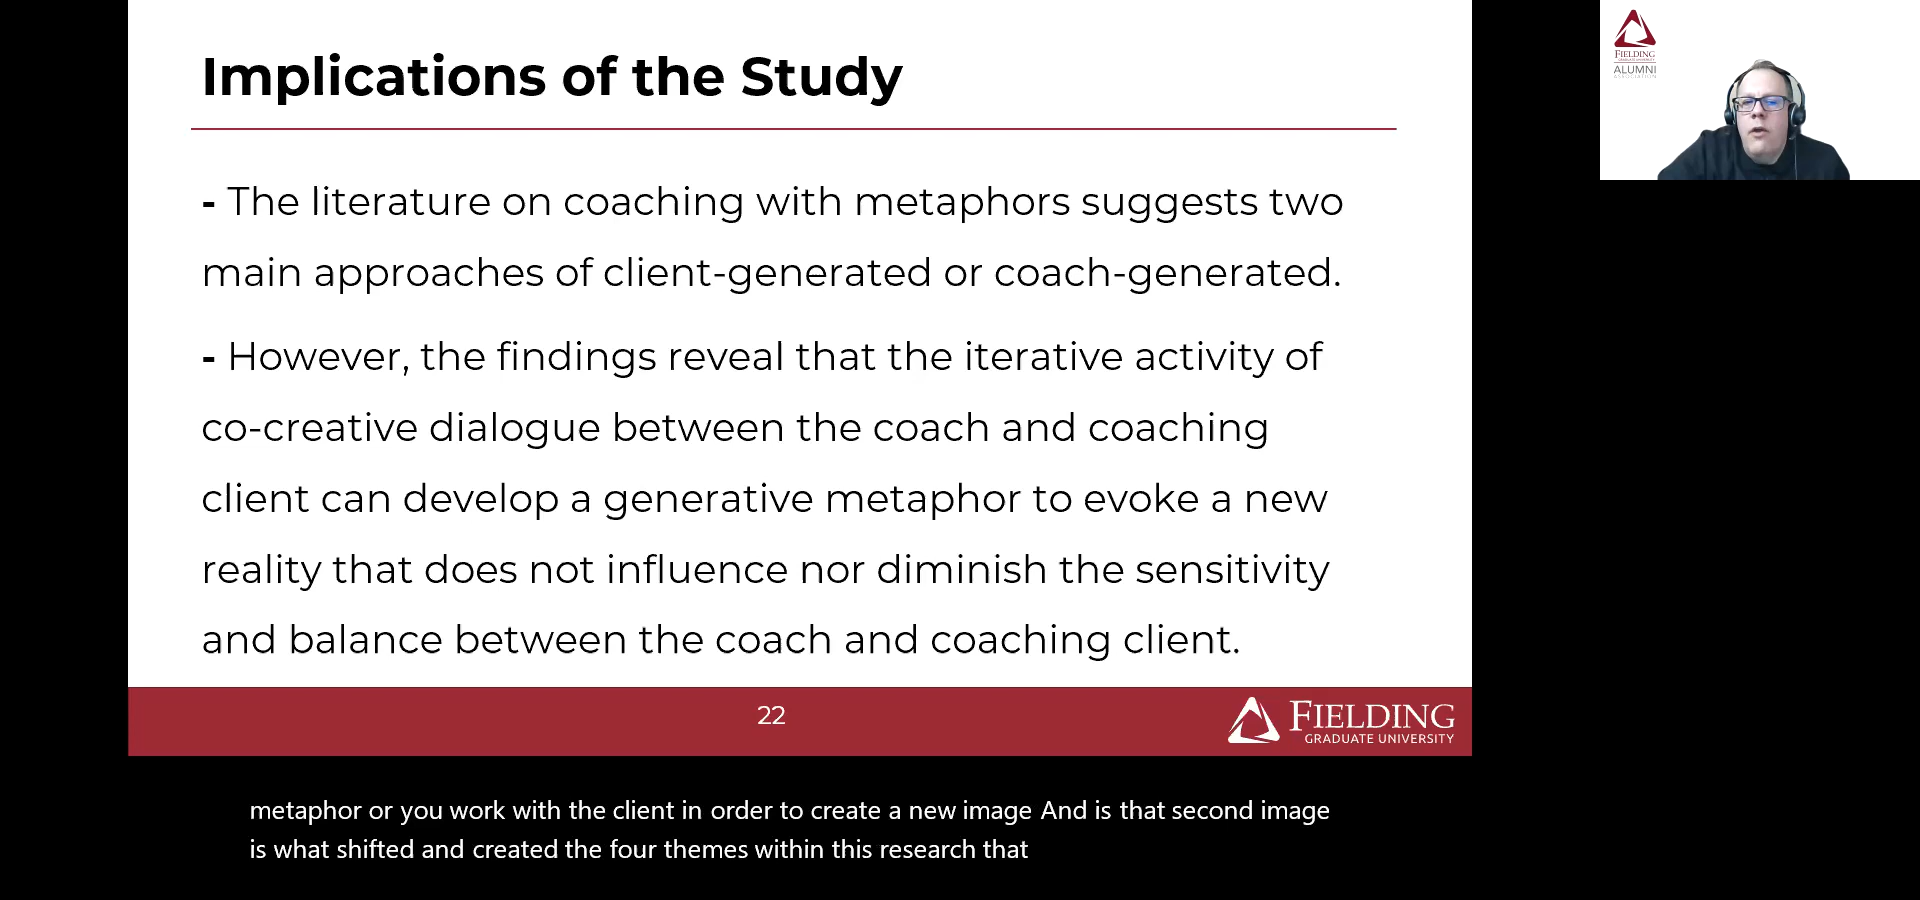 Implications of the Study
- The literature on coaching with metaphors suggests two
main approaches of client-generated or coach-generated.
- However, the findings reveal that the iterative activity of
co-creative dialogue between the coach and coaching
client can develop a generative metaphor to evoke a new
reality that does not influence nor diminish the sensitivity
and balance between the coach and coaching client.
22
FIELDING
GRADUATE UNIVERSITY
FIELDING
GRADUATE UNIVERSITY
ALUMNI
ASSOCIATION
metaphor or you work with the client in order to create a new image And is that second image
is what shifted and created the four themes within this research that